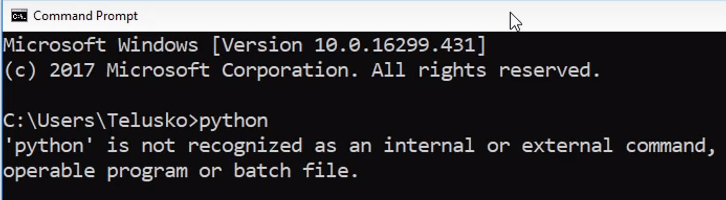 Command Prompt
Microsoft Windows [Version 10.0.16299.431]
(c) 2017 Microsoft Corporation. All rights reserved.
C:\Users\Telusko>python
'python' is not recognized as an internal or external command,
operable program or batch file.